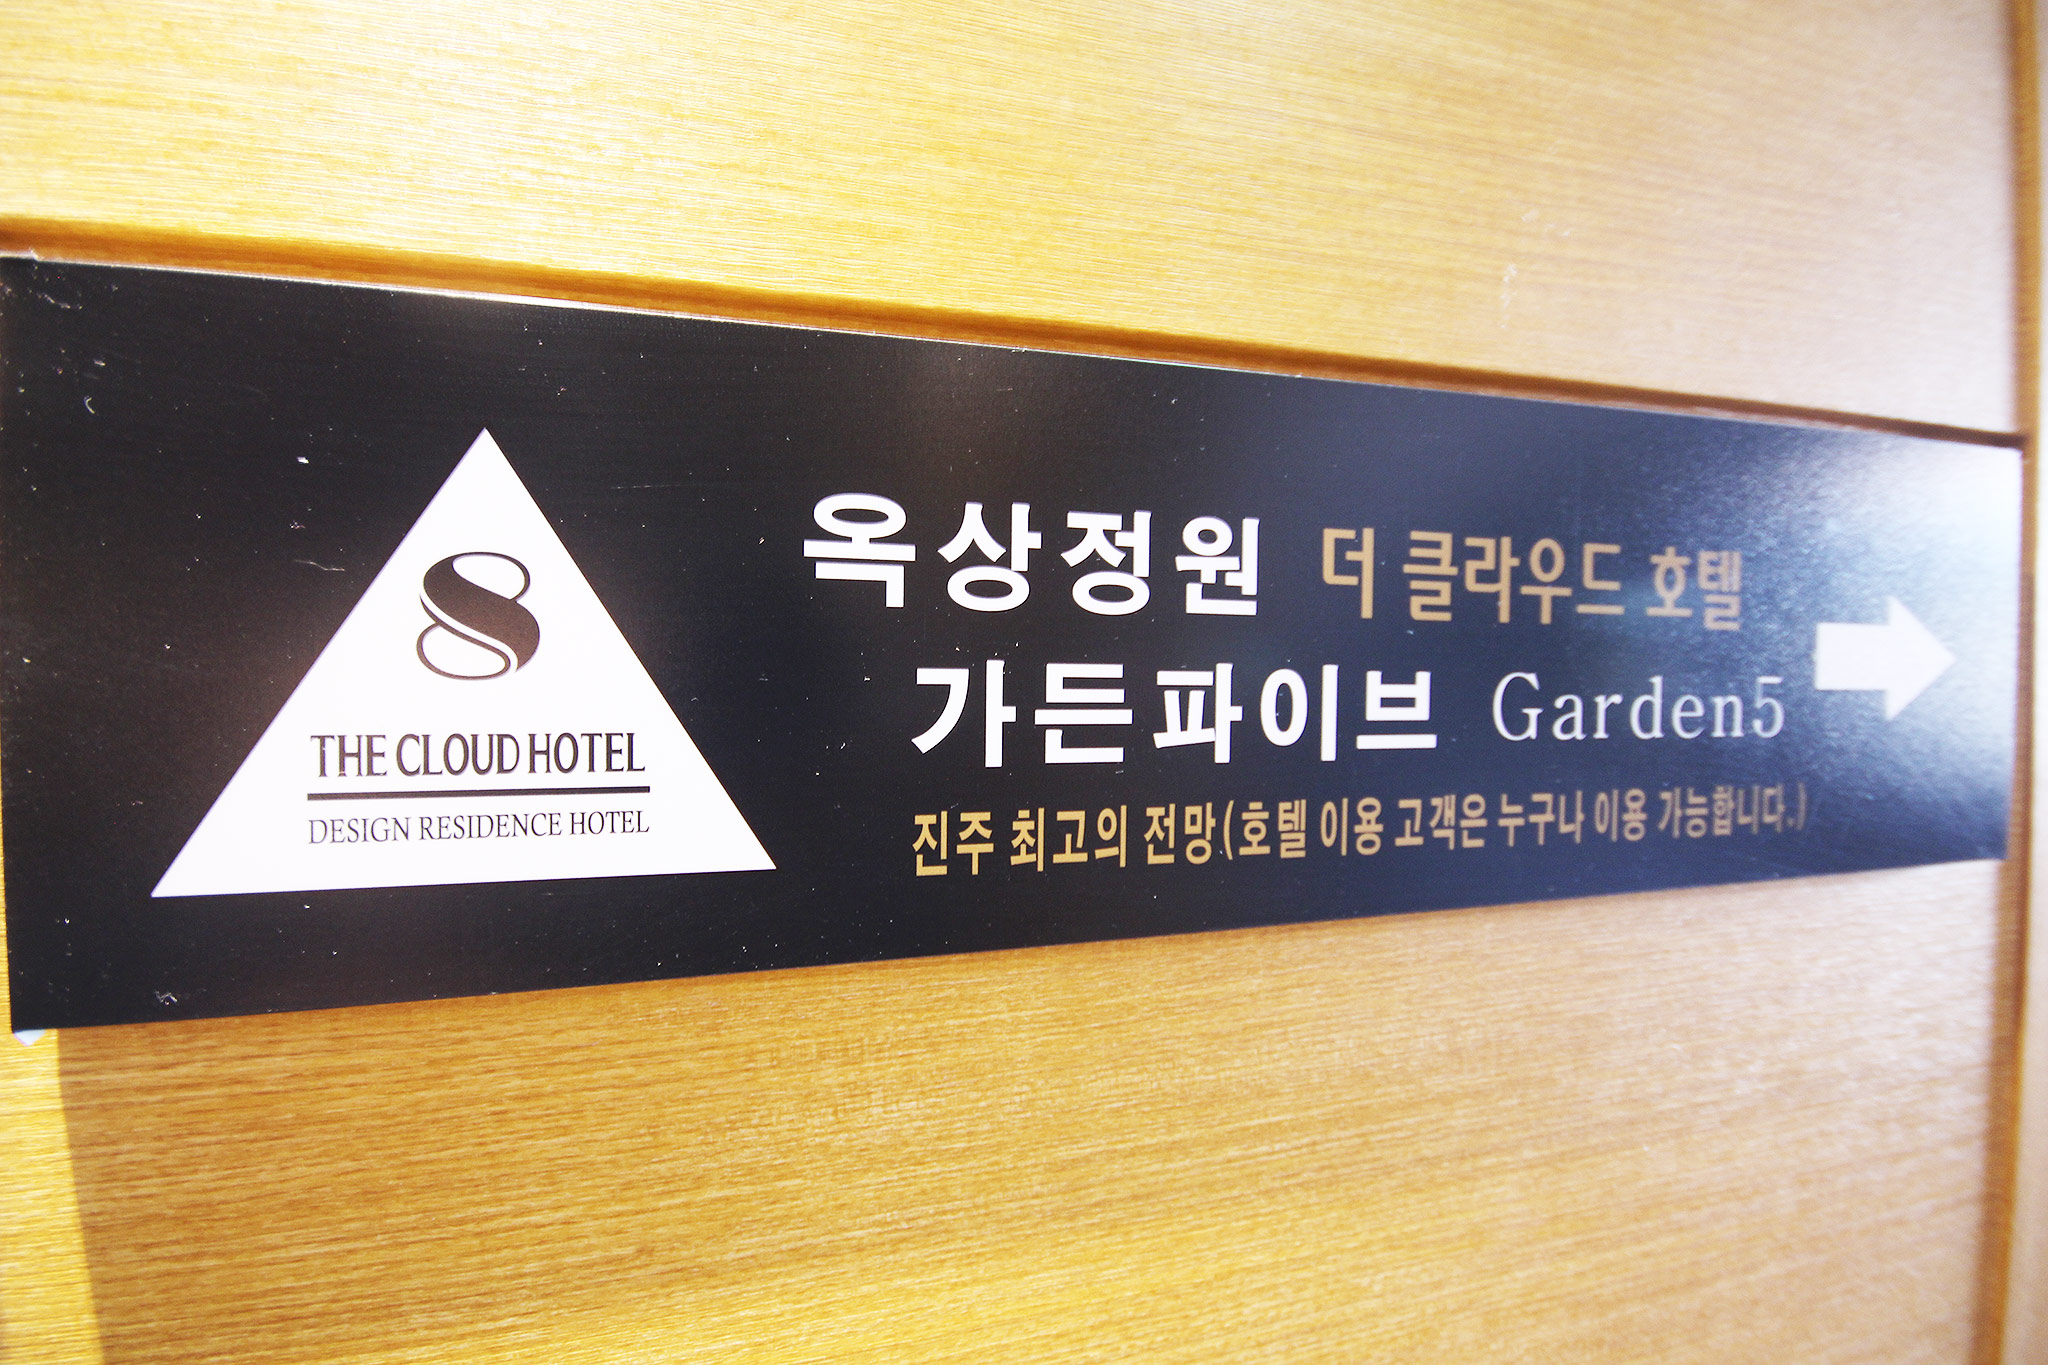 8
THE CLOUD HOTEL
DESIGN RESIDENCE HOTEL
옥상정원 더 클라우드 호텔
가든파이브 Garden5
진주 최고의 전망(호텔 이용 고객은 누구나 이용 가능합니다.)